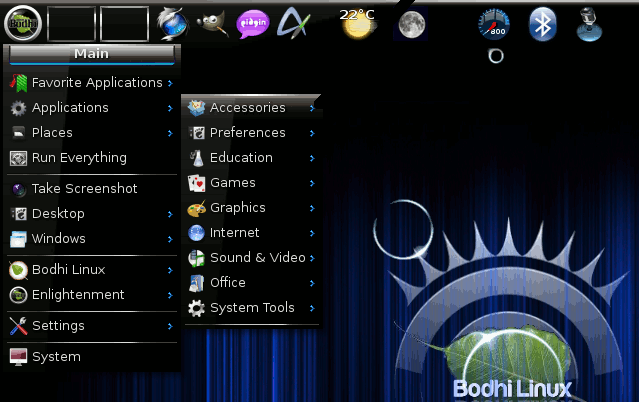 Bodhi
pidgin
22°C
800
Main
Favorite Applications
Applications
Places
Run Everything
Take Screenshot
Desktop
Windows
Bodhi Linux
Enlightenment
Settings
System
Accessories
Preferences
Education
Games
Graphics
Internet
Sound & Video
Office
System Tools
Bodhi Linux